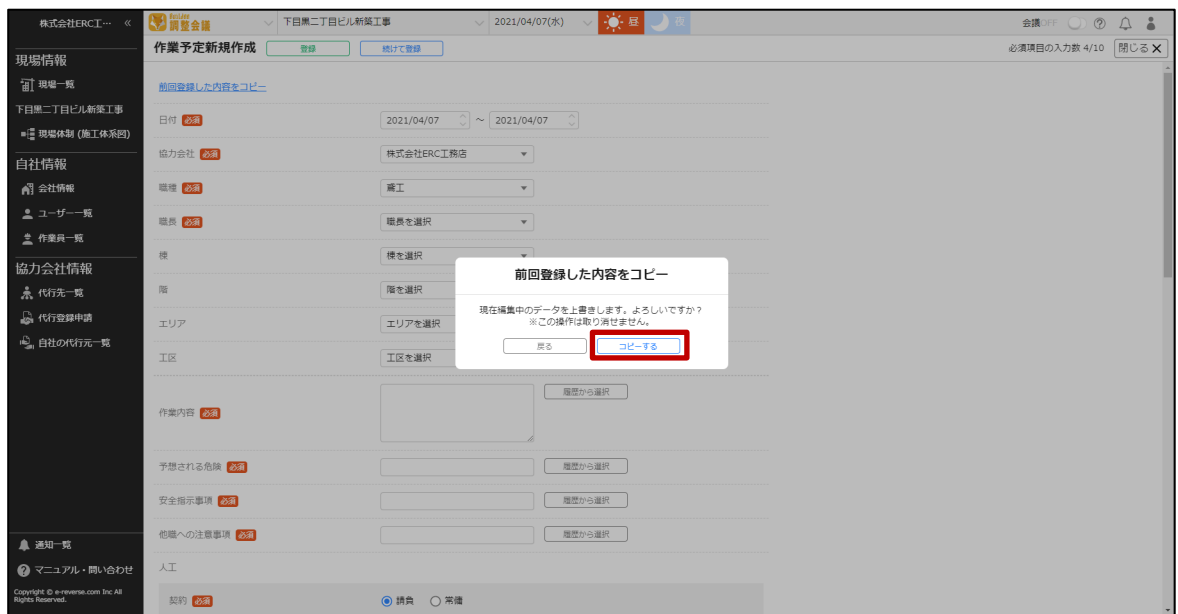 株式会社ERC工… «
Buildee
調整会議
下目黒二丁目ビル新築工事
2021/04/07(水)
昼
夜
会議OFF
作業予定新規作成
登録
続けて登録
必須項目の入力数 4/10
閉じる X
現場情報
現場一覧
下目黒二丁目ビル新築工事
現場体制 (施工体系図)
自社情報
会社情報
ユーザー一覧
作業員一覧
協力会社情報
代行先一覧
代行登録申請
自社の代行元一覧
通知一覧
マニュアル・問い合わせ
Copyright © e-reverse.com Inc All
Rights Reserved.
前回登録した内容をコピー
日付 必須
2021/04/07 ~ 2021/04/07
協力会社 必須
株式会社ERC工務店
職種 必須
鳶工
職長 必須
職長を選択
棟
棟を選択
階
階を選択
エリア
エリアを選択
工区
工区を選択
作業内容 必須
履歴から選択
予想される危険 必須
履歴から選択
安全指示事項 必須
履歴から選択
他職への注意事項 必須
履歴から選択
人工
契約 必須
請負
常傭
前回登録した内容をコピー
現在編集中のデータを上書きします。よろしいですか？
※この操作は取り消せません。
戻る
コピーする